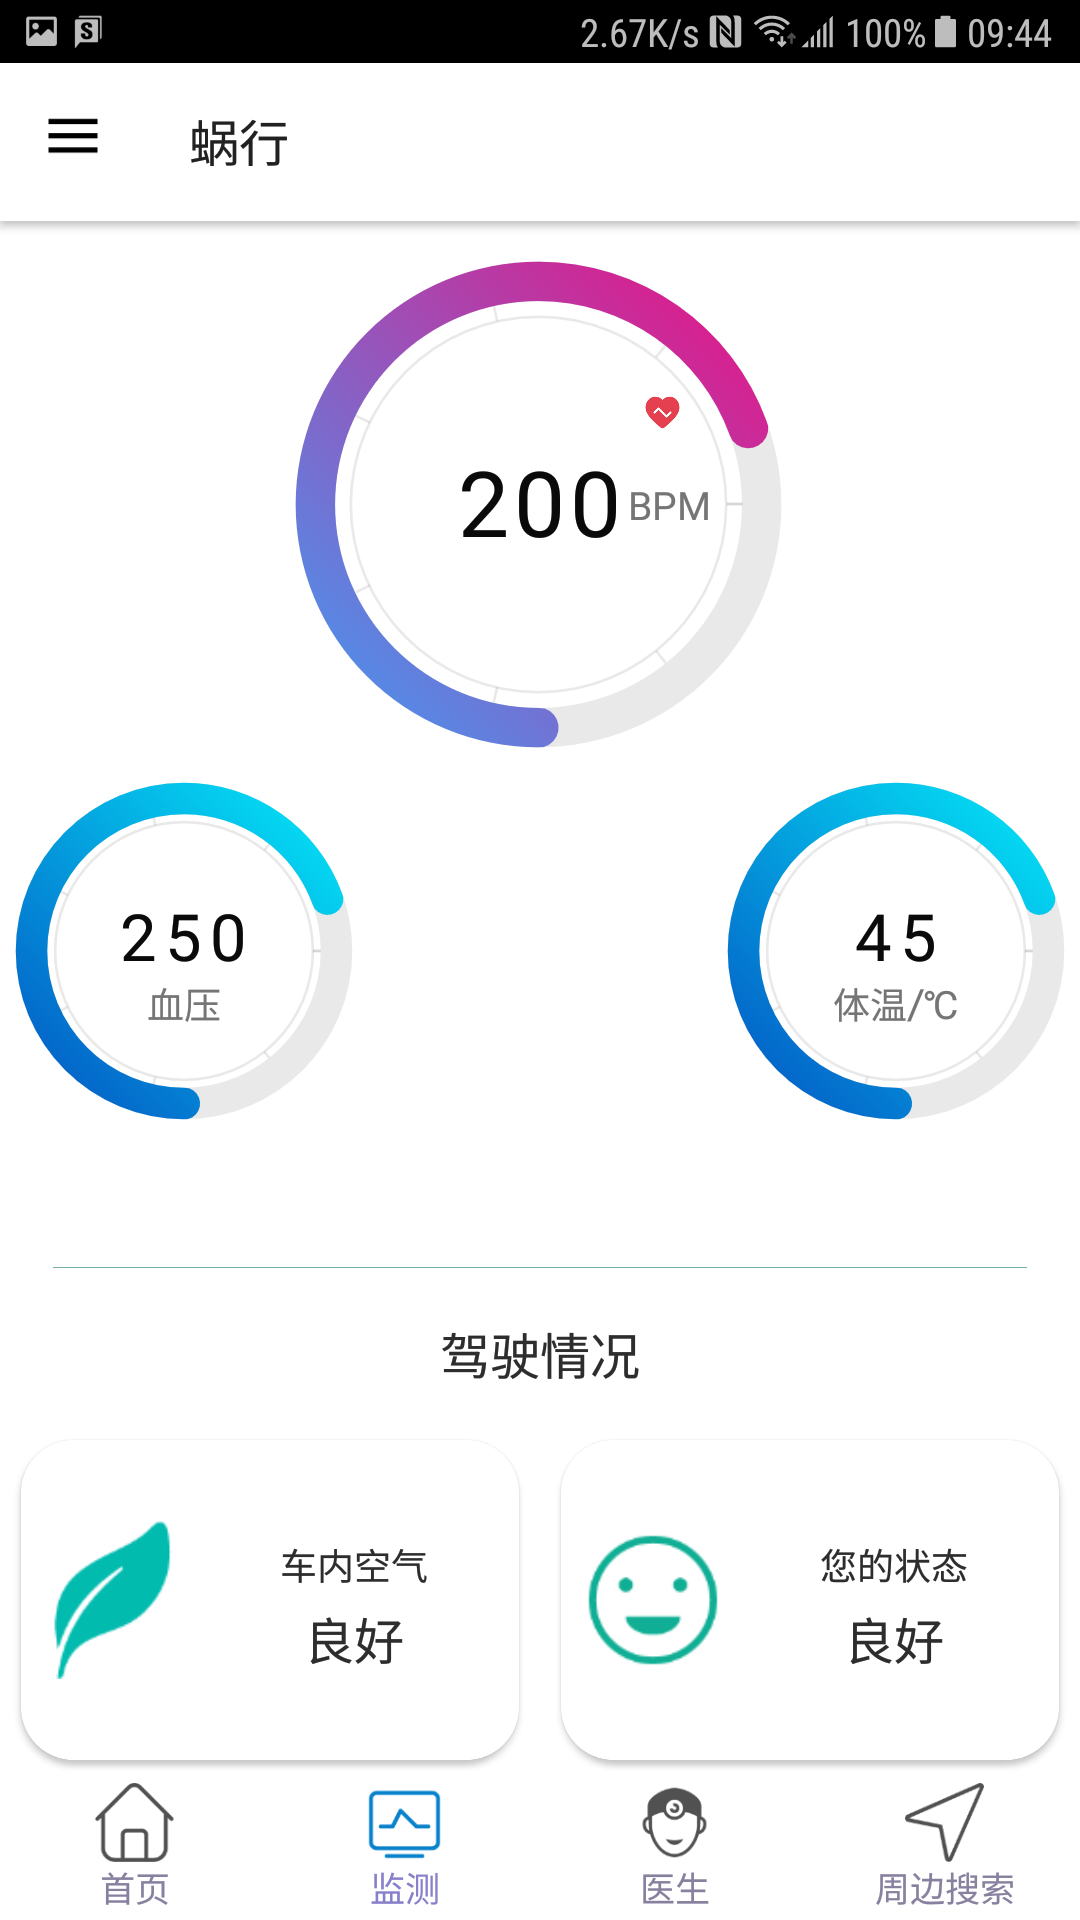 2.67K/s 100% 09:44
蜗行
200 BPM
250
血压
45
体温/℃
驾驶情况
车内空气
良好
您的状态
良好
首页 监测 医生 周边搜索